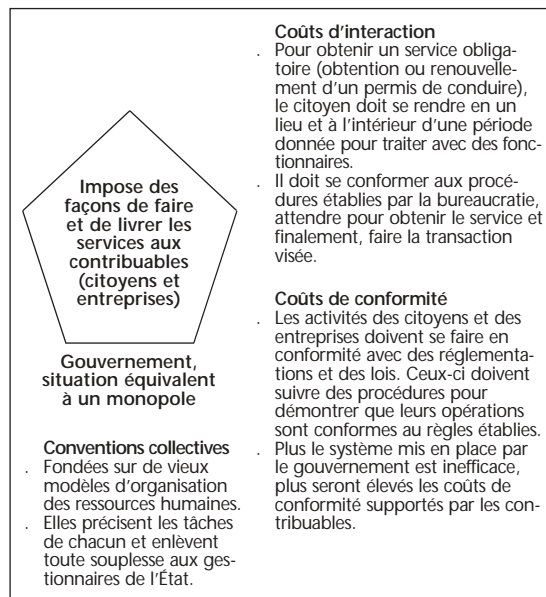 Impose des
façons de faire
et de livrer les
services aux
contribuables
(citoyens et
entreprises)
Gouvernement,
situation équivalent
à un monopole
Conventions collectives
. Fondées sur de vieux
modèles d'organisation
des ressources humaines.
. Elles précisent les tâches
de chacun et enlèvent
toute souplesse aux ges-
tionnaires de l'État.
Coûts d'interaction
. Pour obtenir un service obliga-
toire (obtention ou renouvelle-
ment d'un permis de conduire),
le citoyen doit se rendre en un
lieu et à l'intérieur d'une période
donnée pour traiter avec des fonc-
tionnaires.
. Il doit se conformer aux procé-
dures établies par la bureaucratie,
attendre pour obtenir le service et
finalement, faire la transaction
visée.
Coûts de conformité
. Les activités des citoyens et des
entreprises doivent se faire en
conformité avec des réglementa-
tions et des lois. Ceux-ci doivent
suivre des procédures pour
démontrer que leurs opérations
sont conformes au règles établies.
. Plus le système mis en place par
le gouvernement est inefficace,
plus seront élevés les coûts de
conformité supportés par les con-
tribuables.